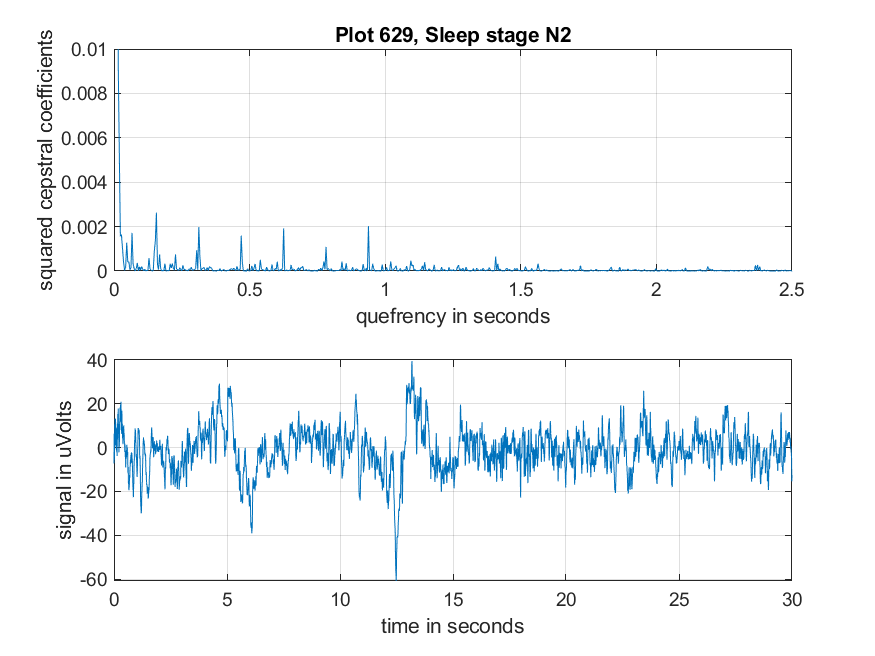 Plot 629, Sleep stage N2
squared cepstral coefficients
0.01
0.008
0.006
0.004
0.002
0
0 0.5 1 1.5 2 2.5
quefrency in seconds
signal in uVolts
40
20
0
-20
-40
-60
0 5 10 15 20 25 30
time in seconds